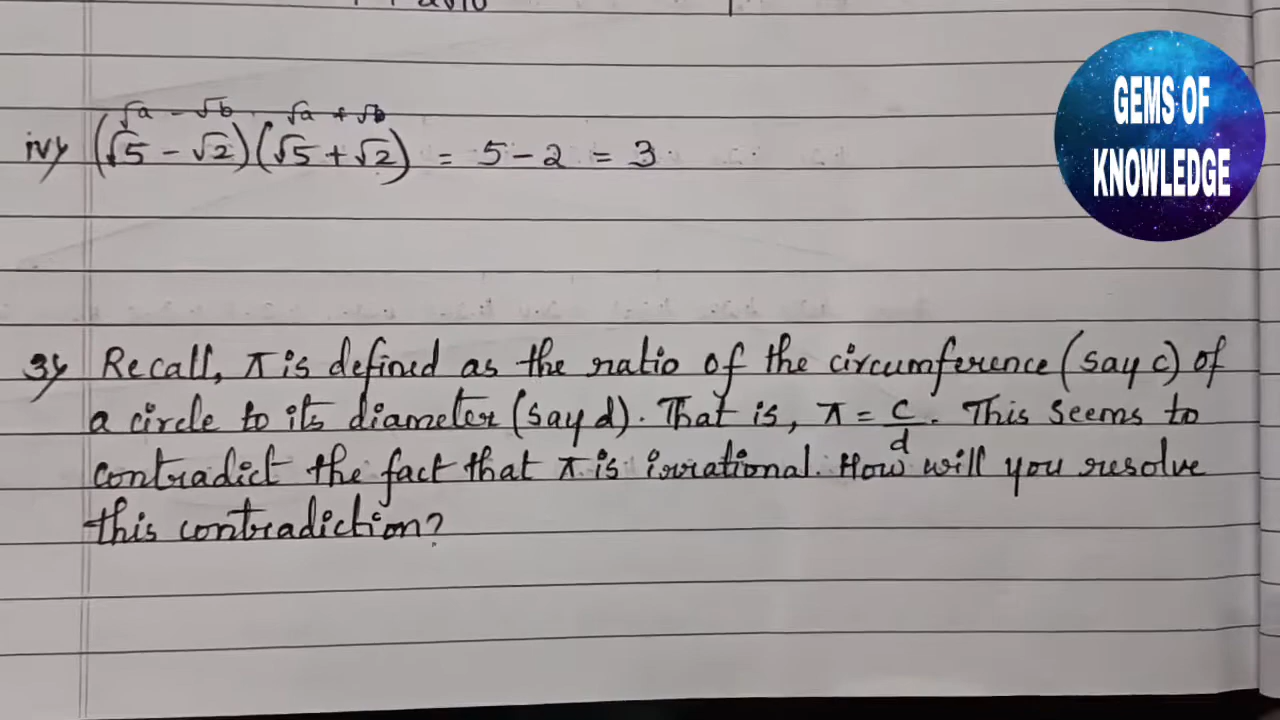 √a - √b √a + √b
iv) (√5 - √2)(√5 + √2) = 5 - 2 = 3
GEMS OF
KNOWLEDGE
3) Recall, π is defined as the ratio of the circumference (say c) of
a circle to its diameter (say d). That is, π = c/d. This seems to
contradict the fact that π is irrational. How will you resolve
this contradiction?